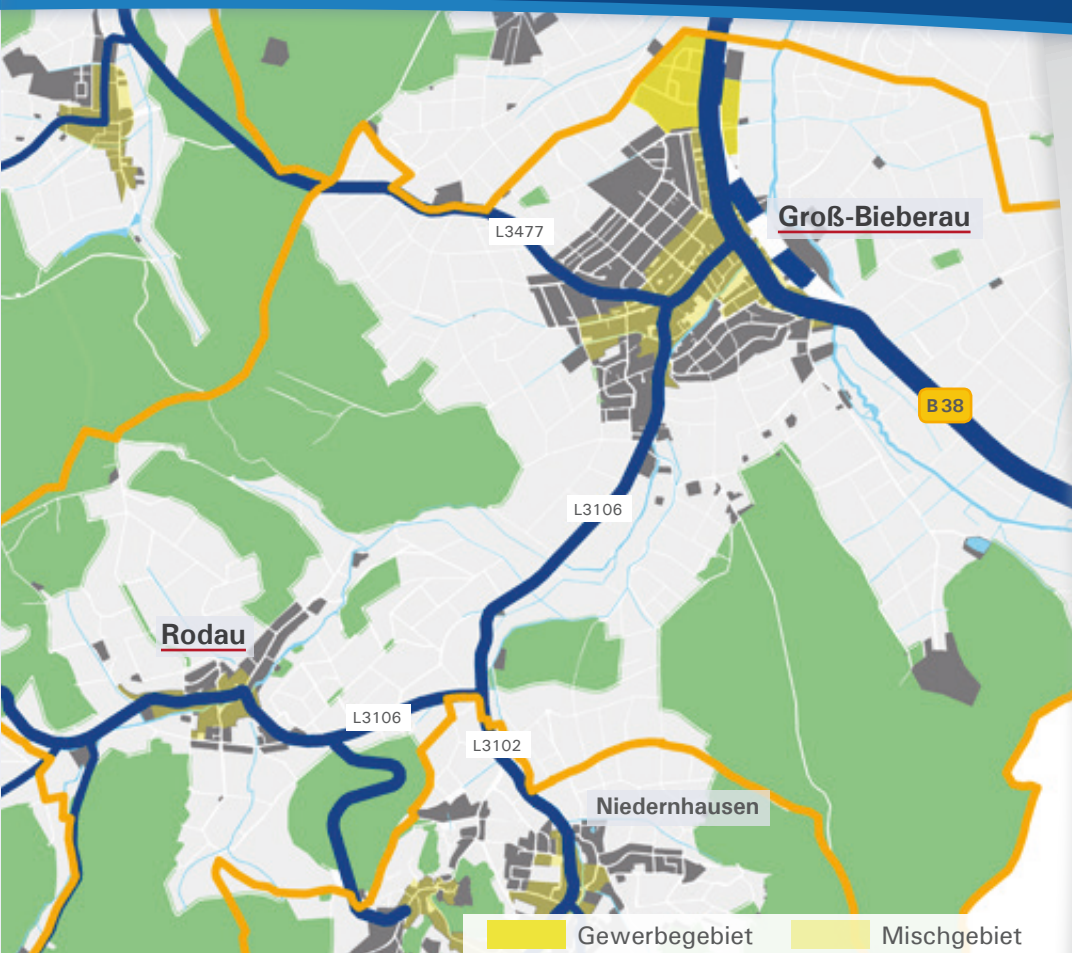 Groß-Bieberau
L3477
B 38
L3106
Rodau
L3106
L3102
Niedernhausen
Gewerbegebiet
Mischgebiet